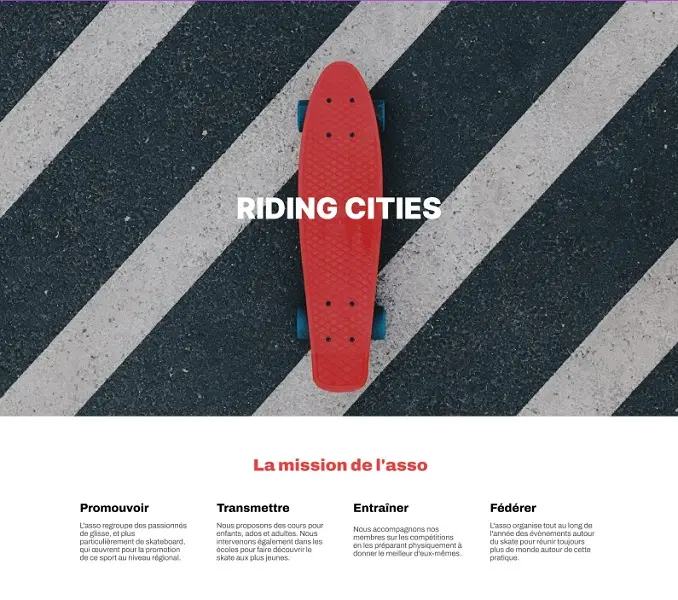 RIDING CITIES
La mission de l'asso
Promouvoir
L'asso regroupe des passionnés
de glisse, et plus
particulièrement de skateboard,
qui œuvrent pour la promotion
de ce sport au niveau régional.
Transmettre
Nous proposons des cours pour
enfants, ados et adultes. Nous
intervenons également dans les
écoles pour faire découvrir le
skate aux plus jeunes.
Entraîner
Nous accompagnons nos
membres sur les compétitions
en les préparant physiquement à
donner le meilleur d'eux-mêmes.
Fédérer
L'asso organise tout au long de
l'année des évènements autour
du skate pour réunir toujours
plus de monde autour de cette
pratique.